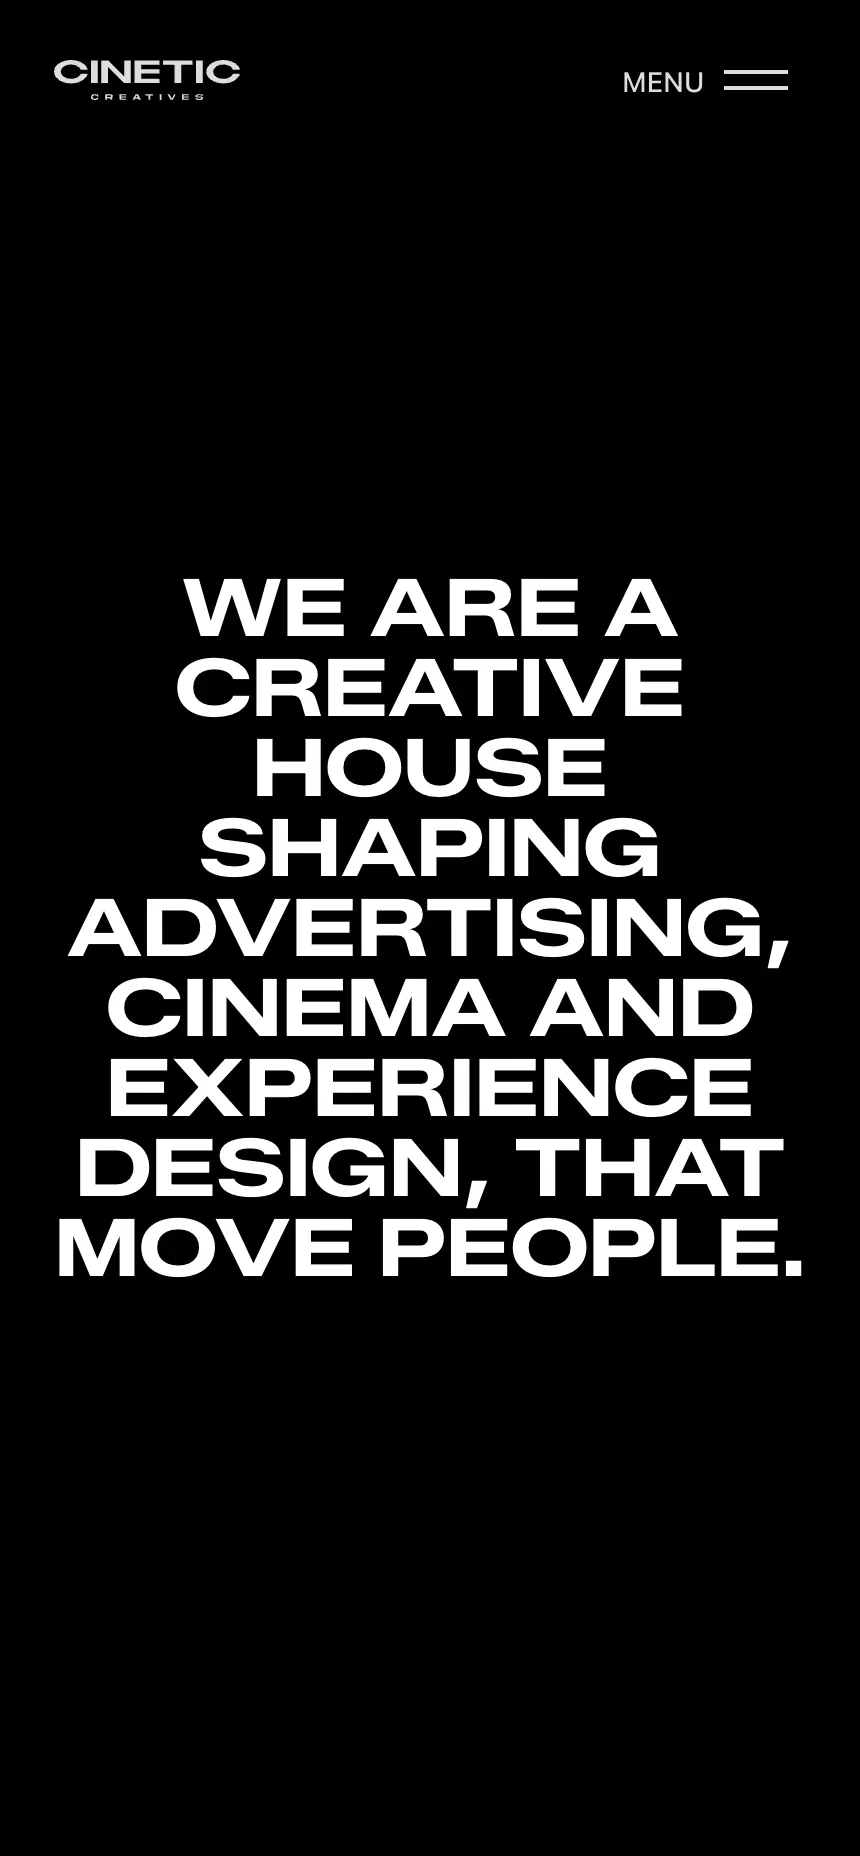 CINETIC
CREATIVES
MENU
WE ARE A
CREATIVE
HOUSE
SHAPING
ADVERTISING,
CINEMA AND
EXPERIENCE
DESIGN, THAT
MOVE PEOPLE.